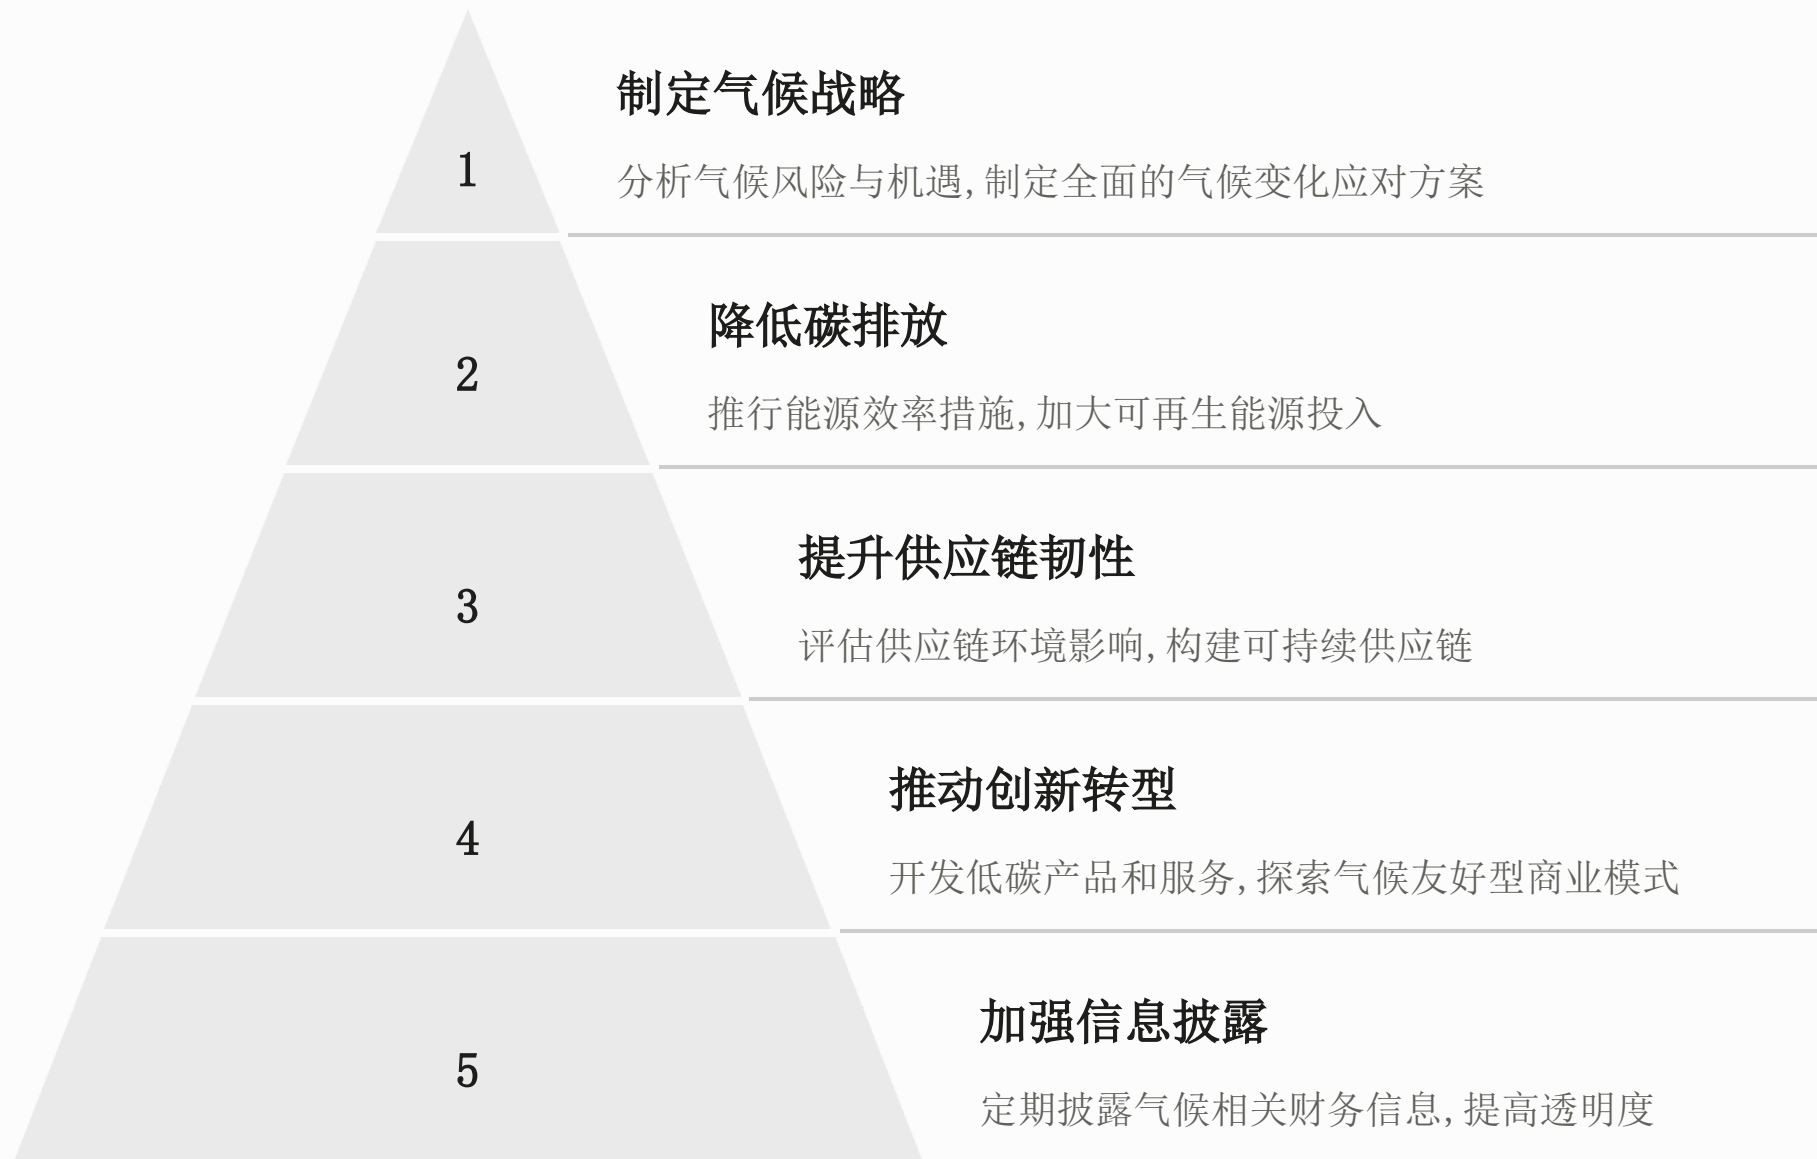 1
制定气候战略
分析气候风险与机遇,制定全面的气候变化应对方案
2
降低碳排放
推行能源效率措施,加大可再生能源投入
3
提升供应链韧性
评估供应链环境影响,构建可持续供应链
4
推动创新转型
开发低碳产品和服务,探索气候友好型商业模式
5
加强信息披露
定期披露气候相关财务信息,提高透明度